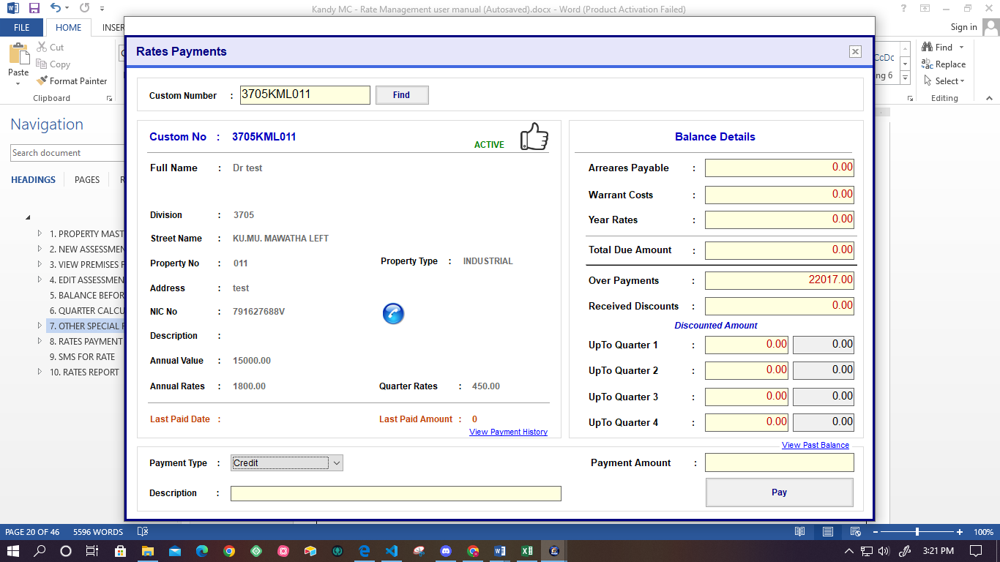 Kandy MC - Rate Management user manual (Autosaved).docx - Word (Product Activation Failed)
FILE HOME
Sign in
Paste
Cut
Copy
Format Painter
Clipboard
Find
Replace
Select
Editing
Rates Payments
Custom Number : 3705KML011 Find
Custom No : 3705KML011
ACTIVE
Full Name : Dr test
Division : 3705
Street Name : KU.MU. MAWATHA LEFT
Property No : 011 Property Type : INDUSTRIAL
Address : test
NIC No : 791627688V
Description :
Annual Value : 15000.00
Annual Rates : 1800.00 Quarter Rates : 450.00
Last Paid Date : Last Paid Amount : 0
View Payment History
Balance Details
Arreares Payable : 0.00
Warrant Costs : 0.00
Year Rates : 0.00
Total Due Amount : 0.00
Over Payments : 22017.00
Received Discounts : 0.00
Discounted Amount
UpTo Quarter 1 : 0.00 0.00
UpTo Quarter 2 : 0.00 0.00
UpTo Quarter 3 : 0.00 0.00
UpTo Quarter 4 : 0.00 0.00
View Past Balance
Payment Type : Credit
Payment Amount :
Description :
Pay
Navigation
Search document
HEADINGS PAGES
1. PROPERTY MAST
2. NEW ASSESSMEN
3. VIEW PREMISES
4. EDIT ASSESSMEN
5. BALANCE BEFOR
6. QUARTER CALCU
7. OTHER SPECIAL
8. RATES PAYMENT
9. SMS FOR RATE
10. RATES REPORT
PAGE 20 OF 46 5596 WORDS
100%
3:21 PM